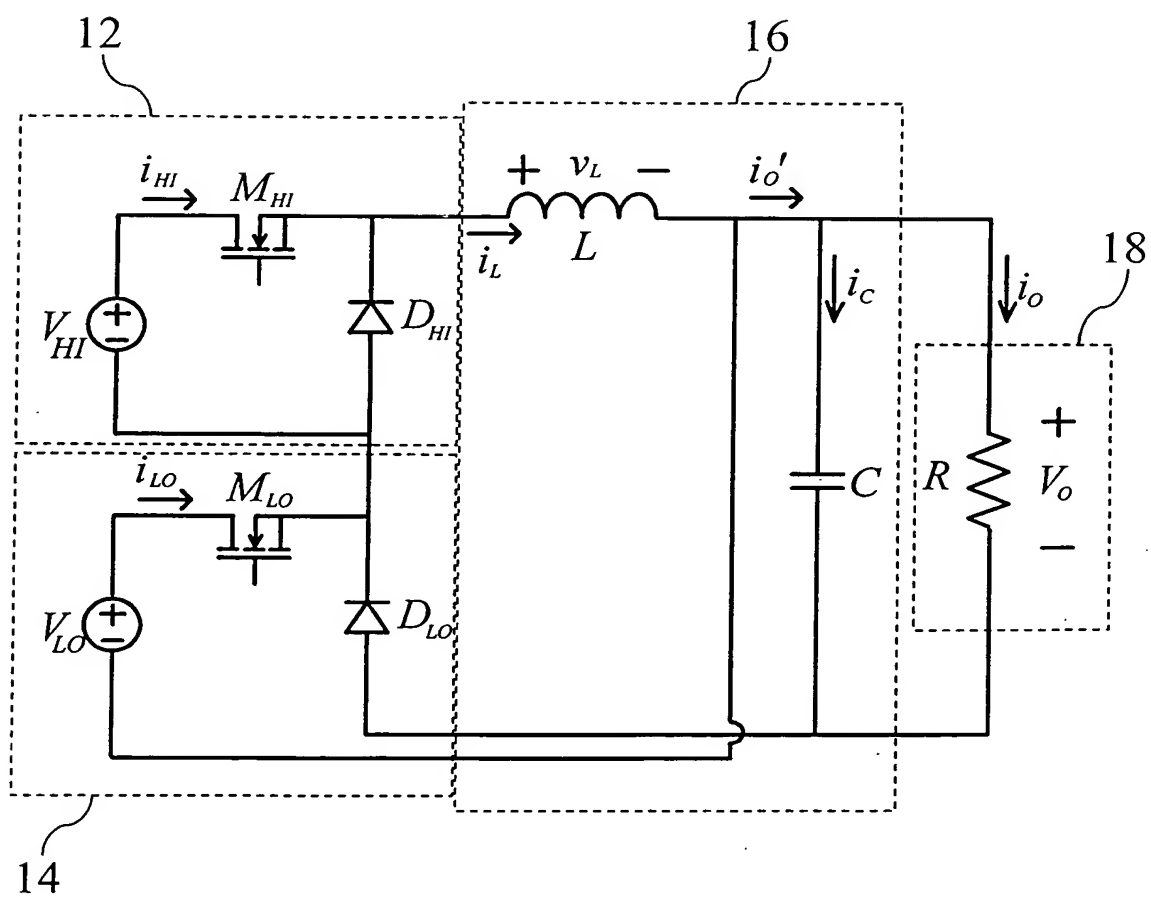 12
16
i_HI
M_HI
+ v_L −
i_O'
i_L
L
18
V_HI
+
−
D_HI
i_C
i_O
i_LO
M_LO
C
R
+
V_O
−
V_LO
+
−
D_LO
14